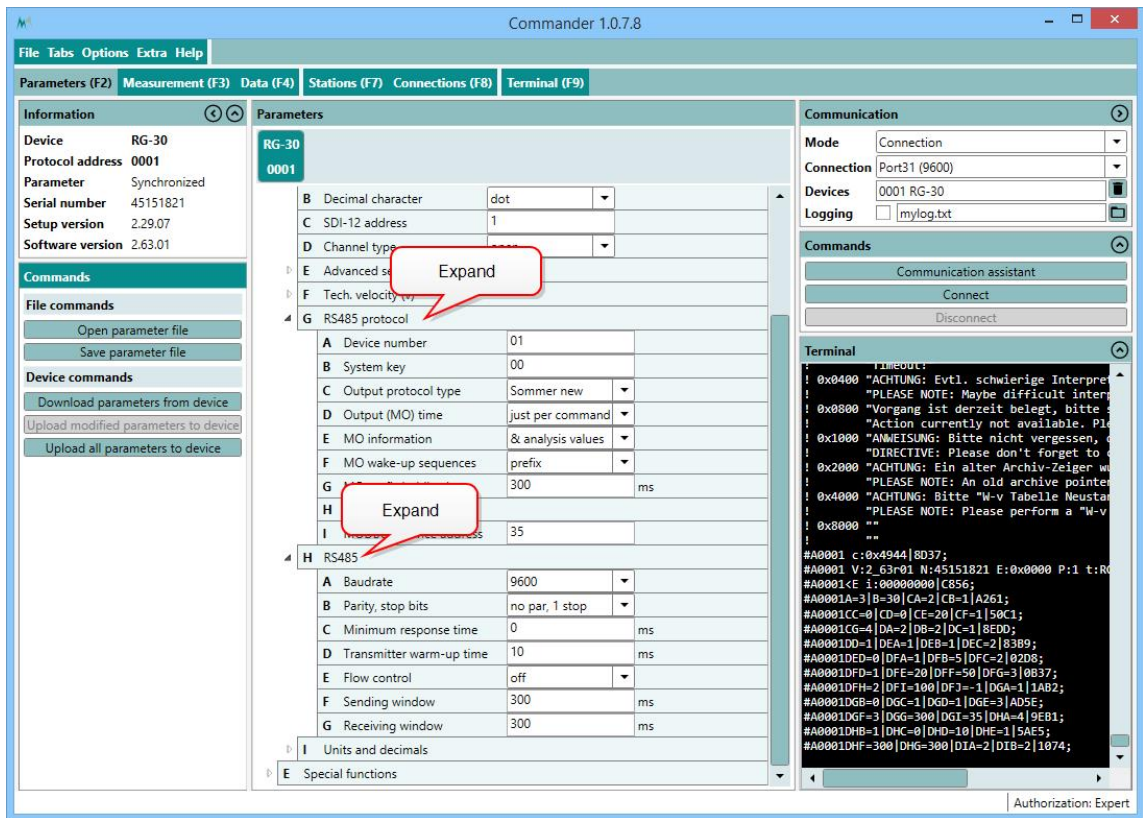 Commander 1.0.7.8
File Tabs Options Extra Help
Parameters (F2) Measurement (F3) Data (F4) Stations (F7) Connections (F8) Terminal (F9)
Information
Device RG-30
Protocol address 0001
Parameter Synchronized
Serial number 45151821
Setup version 2.29.07
Software version 2.63.01
Commands
File commands
Open parameter file
Save parameter file
Device commands
Download parameters from device
Upload modified parameters to device
Upload all parameters to device
Parameters
RG-30
0001
B Decimal character dot
C SDI-12 address 1
D Channel type
E Advanced se
Expand
F Tech. velocity (v)
G RS485 protocol
A Device number 01
B System key 00
C Output protocol type Sommer new
D Output (MO) time just per command
E MO information & analysis values
F MO wake-up sequences prefix
G 300 ms
H
Expand
I address 35
H RS485
A Baudrate 9600
B Parity, stop bits no par, 1 stop
C Minimum response time 0 ms
D Transmitter warm-up time 10 ms
E Flow control off
F Sending window 300 ms
G Receiving window 300 ms
I Units and decimals
E Special functions
Communication
Mode Connection
Connection Port31 (9600)
Devices 0001 RG-30
Logging mylog.txt
Commands
Communication assistant
Connect
Disconnect
Terminal
! Timeout!
! 0x0400 "ACHTUNG: Evtl. schwierige Interpret
! "PLEASE NOTE: Maybe difficult interp
! 0x0800 "Vorgang ist derzeit belegt, bitte s
! "Action currently not available. Ple
! 0x1000 "ANWEISUNG: Bitte nicht vergessen, d
! "DIRECTIVE: Please don't forget to d
! 0x2000 "ACHTUNG: Ein alter Archiv-Zeiger wu
! "PLEASE NOTE: An old archive pointer
! 0x4000 "ACHTUNG: Bitte "W-v Tabelle Neustar
! "PLEASE NOTE: Please perform a "W-v
! 0x8000 ""
! ""
#A0001 c:0x4944|8D37;
#A0001 V:2_63r01 N:45151821 E:0x0000 P:1 t:RG
#A0001<E i:00000000|C856;
#A0001A=3|B=30|CA=2|CB=1|A261;
#A0001CC=0|CD=0|CE=20|CF=1|50C1;
#A0001CG=4|DA=2|DB=2|DC=1|8EDD;
#A0001DD=1|DEA=1|DEB=1|DEC=2|83B9;
#A0001DED=0|DFA=1|DFB=5|DFC=2|02D8;
#A0001DFD=1|DFE=20|DFF=50|DFG=3|0B37;
#A0001DFH=2|DFI=100|DFJ=-1|DGA=1|1AB2;
#A0001DGB=0|DGC=1|DGD=1|DGE=3|AD5E;
#A0001DGF=3|DGG=300|DGI=35|DHA=4|9EB1;
#A0001DHB=1|DHC=0|DHD=10|DHE=1|5AE5;
#A0001DHF=300|DHG=300|DIA=2|DIB=2|1074;
Authorization: Expert